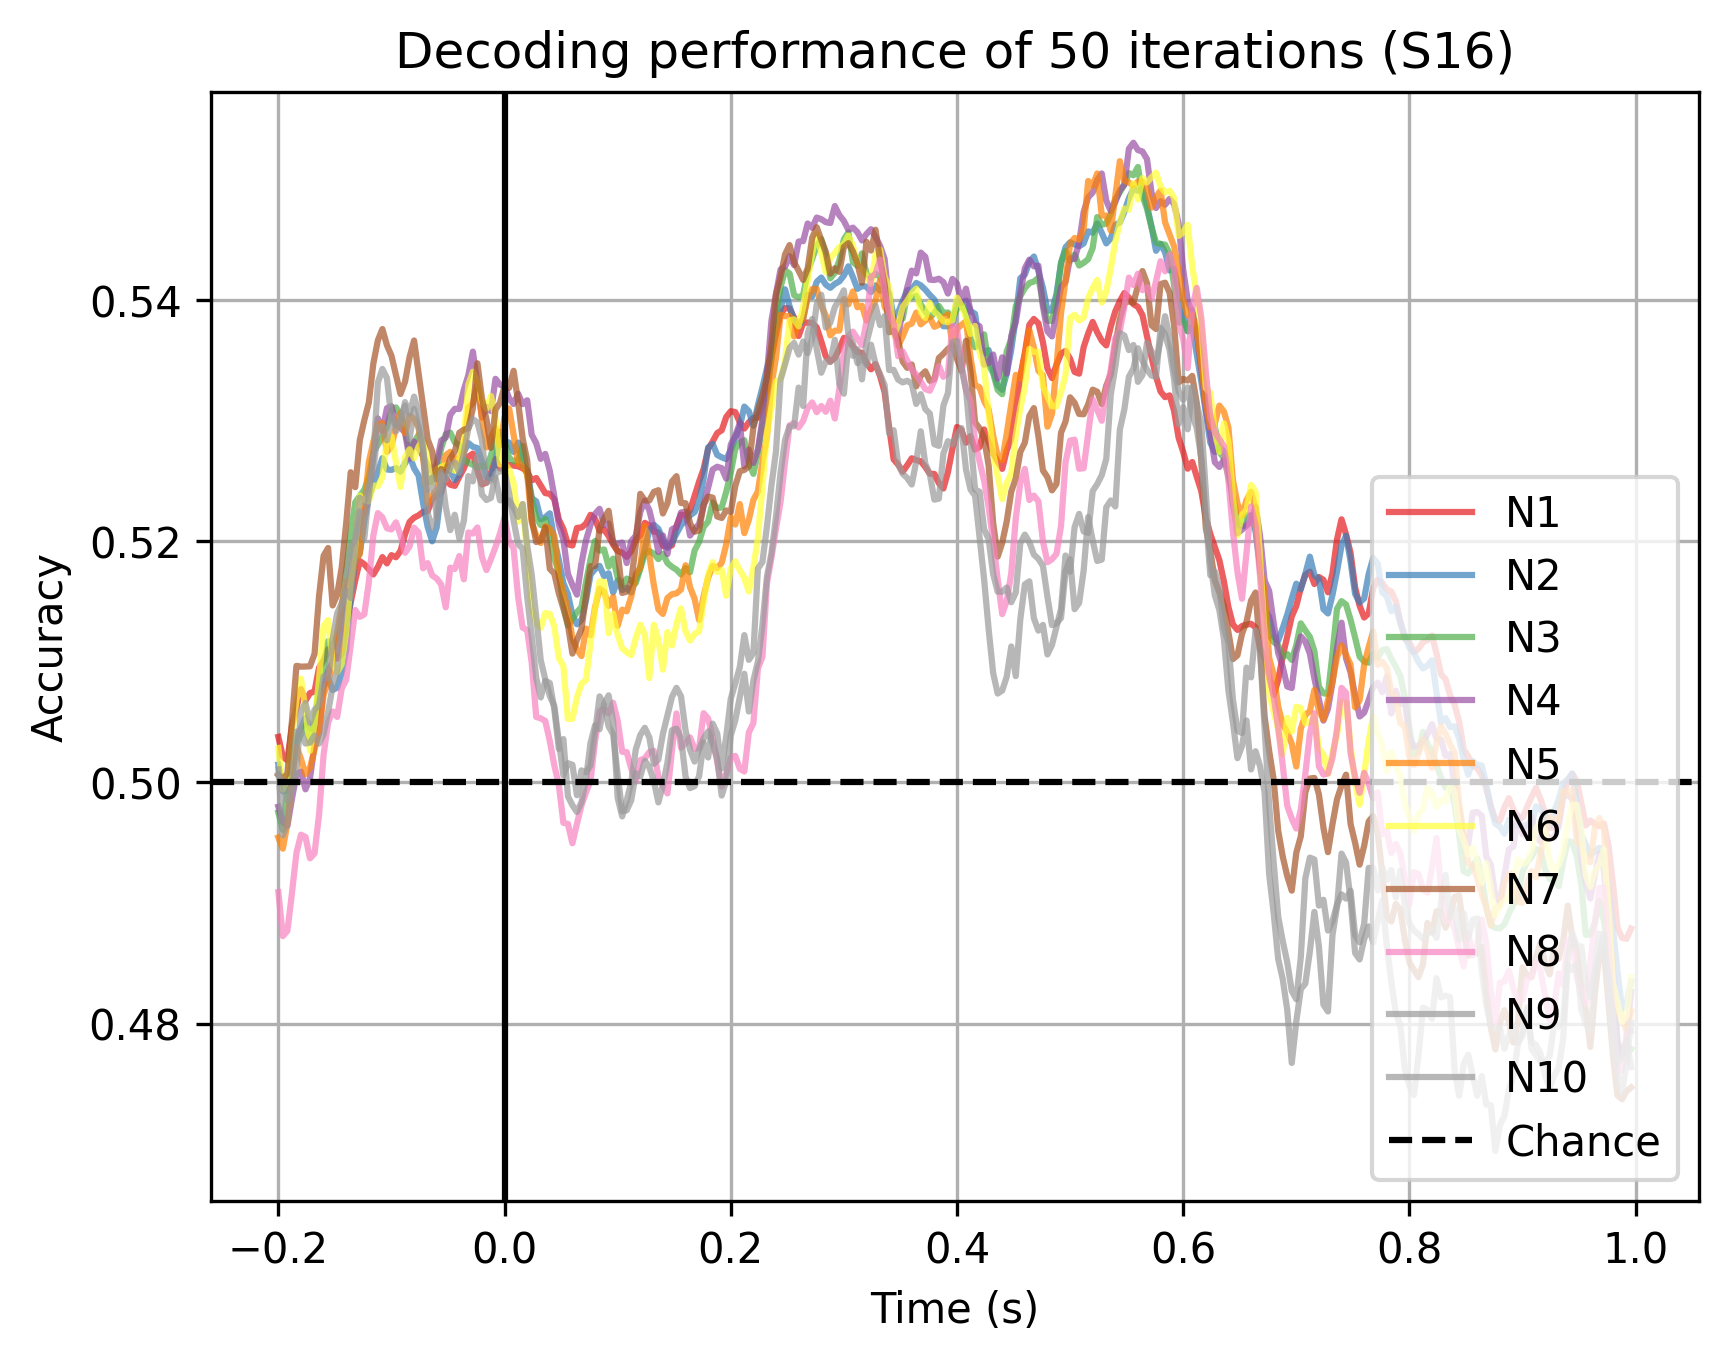 Decoding performance of 50 iterations (S16)
Accuracy
0.54
0.52
0.50
0.48
−0.2
0.0
0.2
0.4
0.6
0.8
1.0
Time (s)
N1
N2
N3
N4
N5
N6
N7
N8
N9
N10
Chance